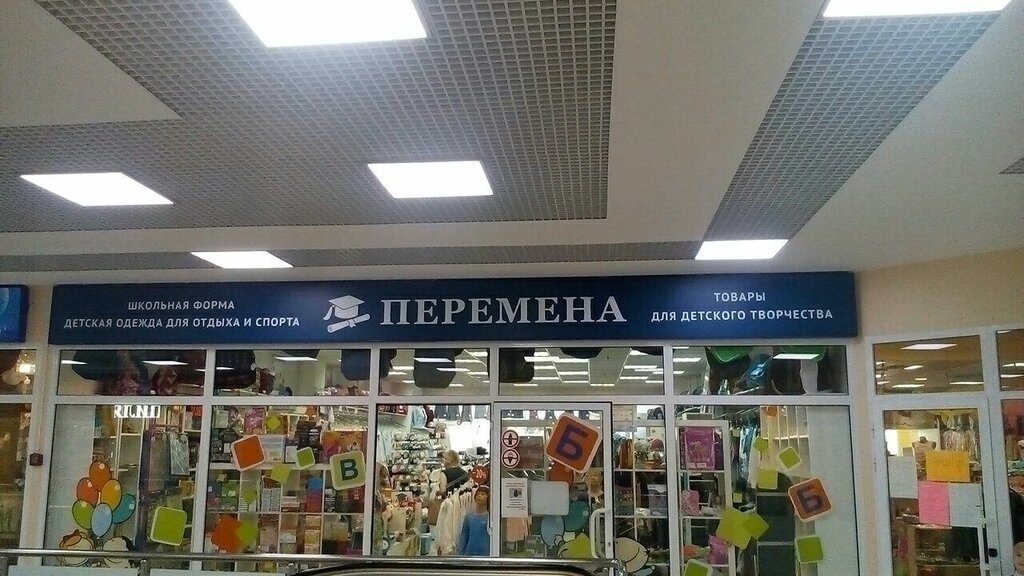 ШКОЛЬНАЯ ФОРМА
ДЕТСКАЯ ОДЕЖДА ДЛЯ ОТДЫХА И СПОРТА
ПЕРЕМЕНА
ТОВАРЫ
ДЛЯ ДЕТСКОГО ТВОРЧЕСТВА
В
Б
Б